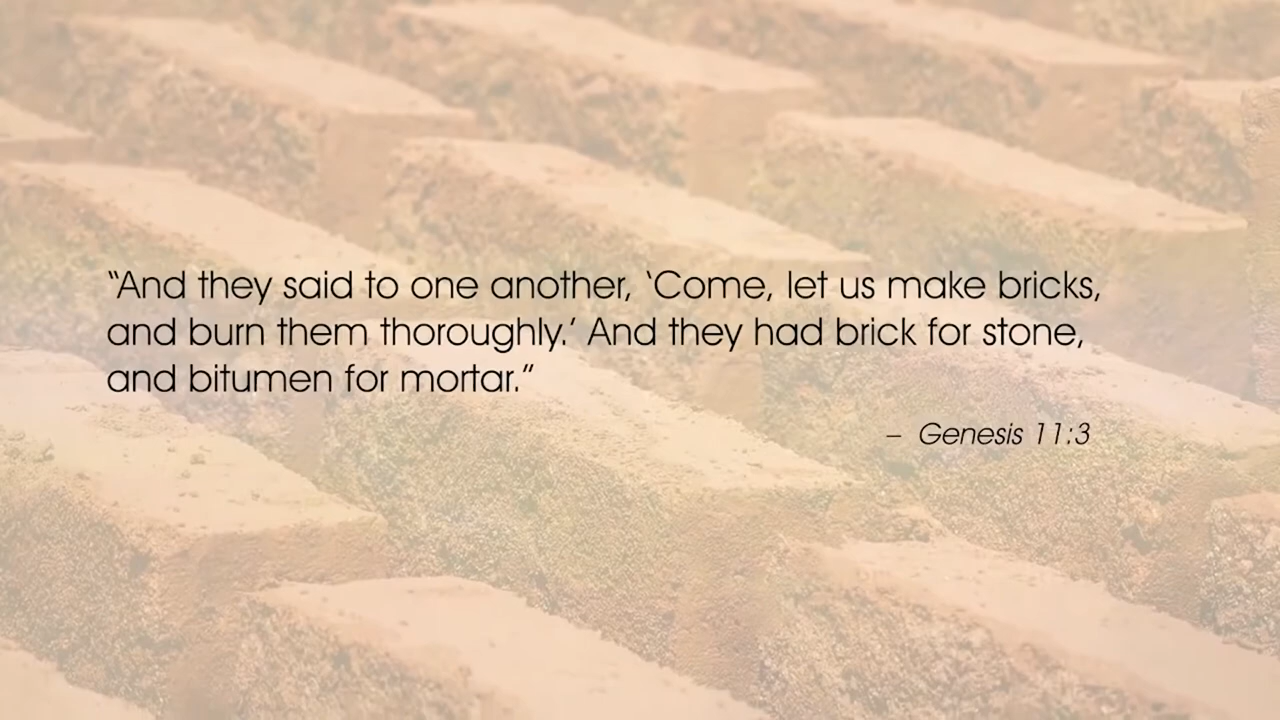 “And they said to one another, ‘Come, let us make bricks,
and burn them thoroughly.’ And they had brick for stone,
and bitumen for mortar.”
– Genesis 11:3